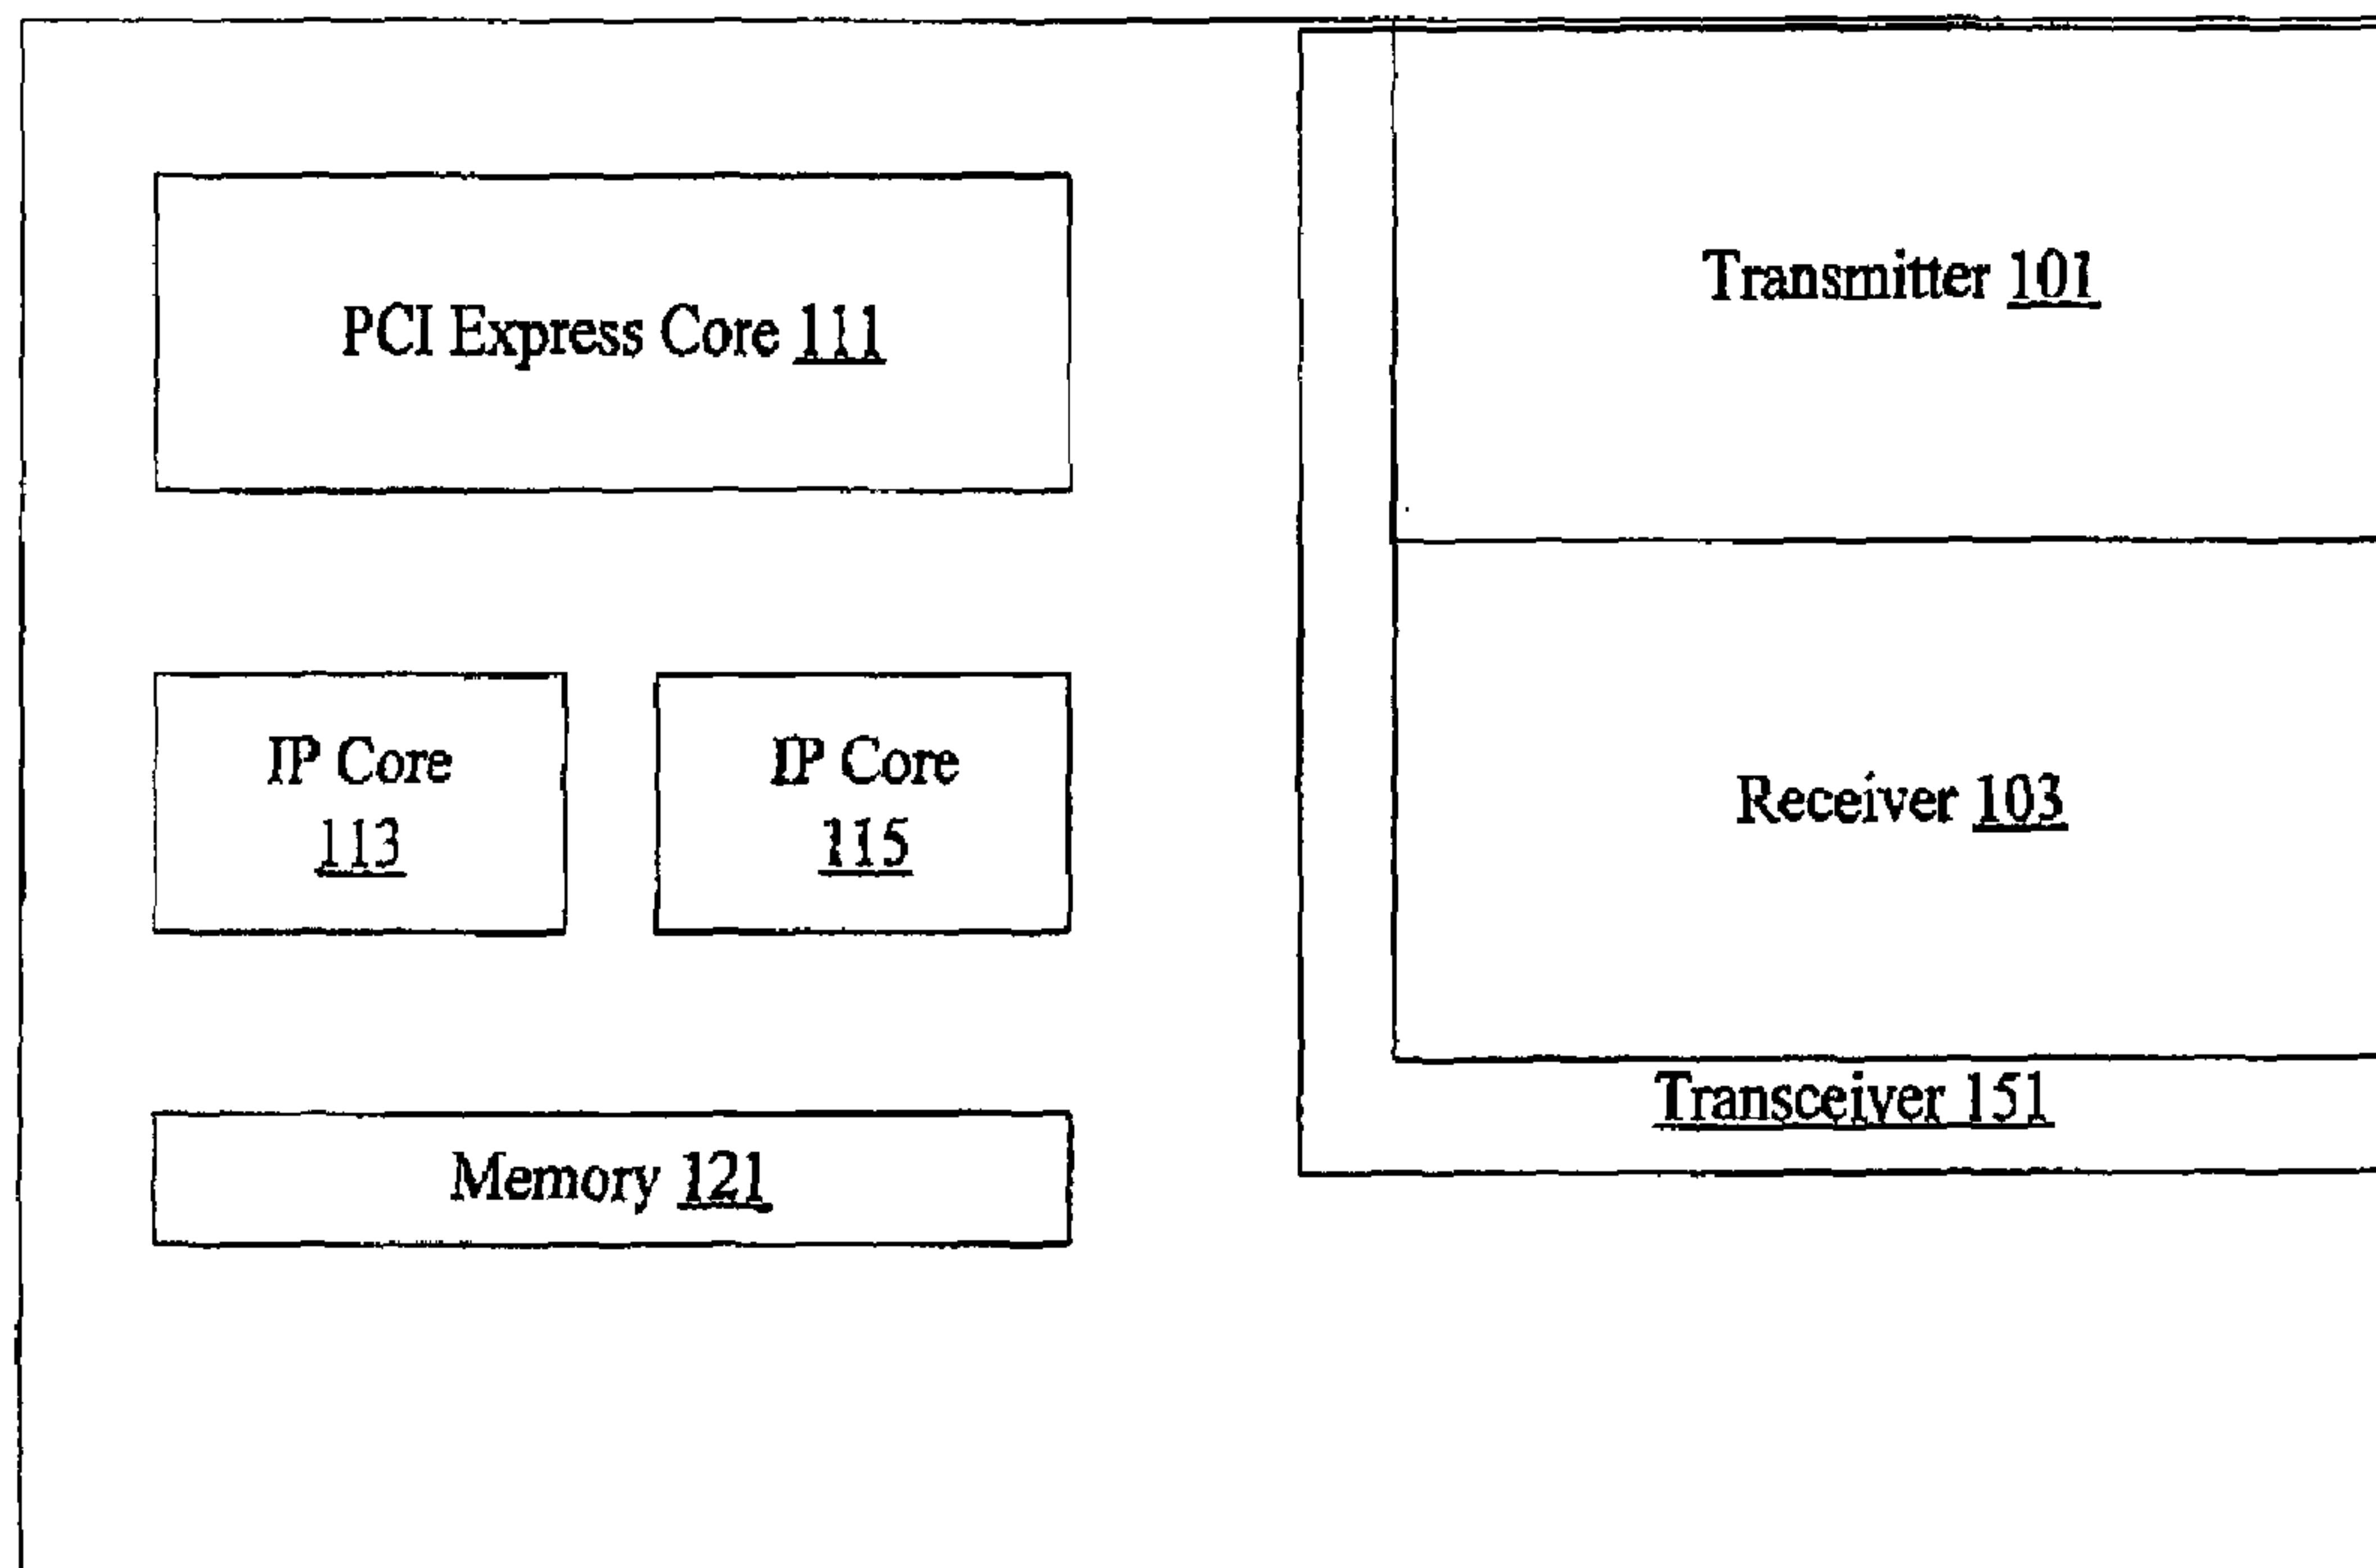 PCI Express Core 111
Transmitter 101
IP Core
113
IP Core
115
Receiver 103
Memory 121
Transceiver 151